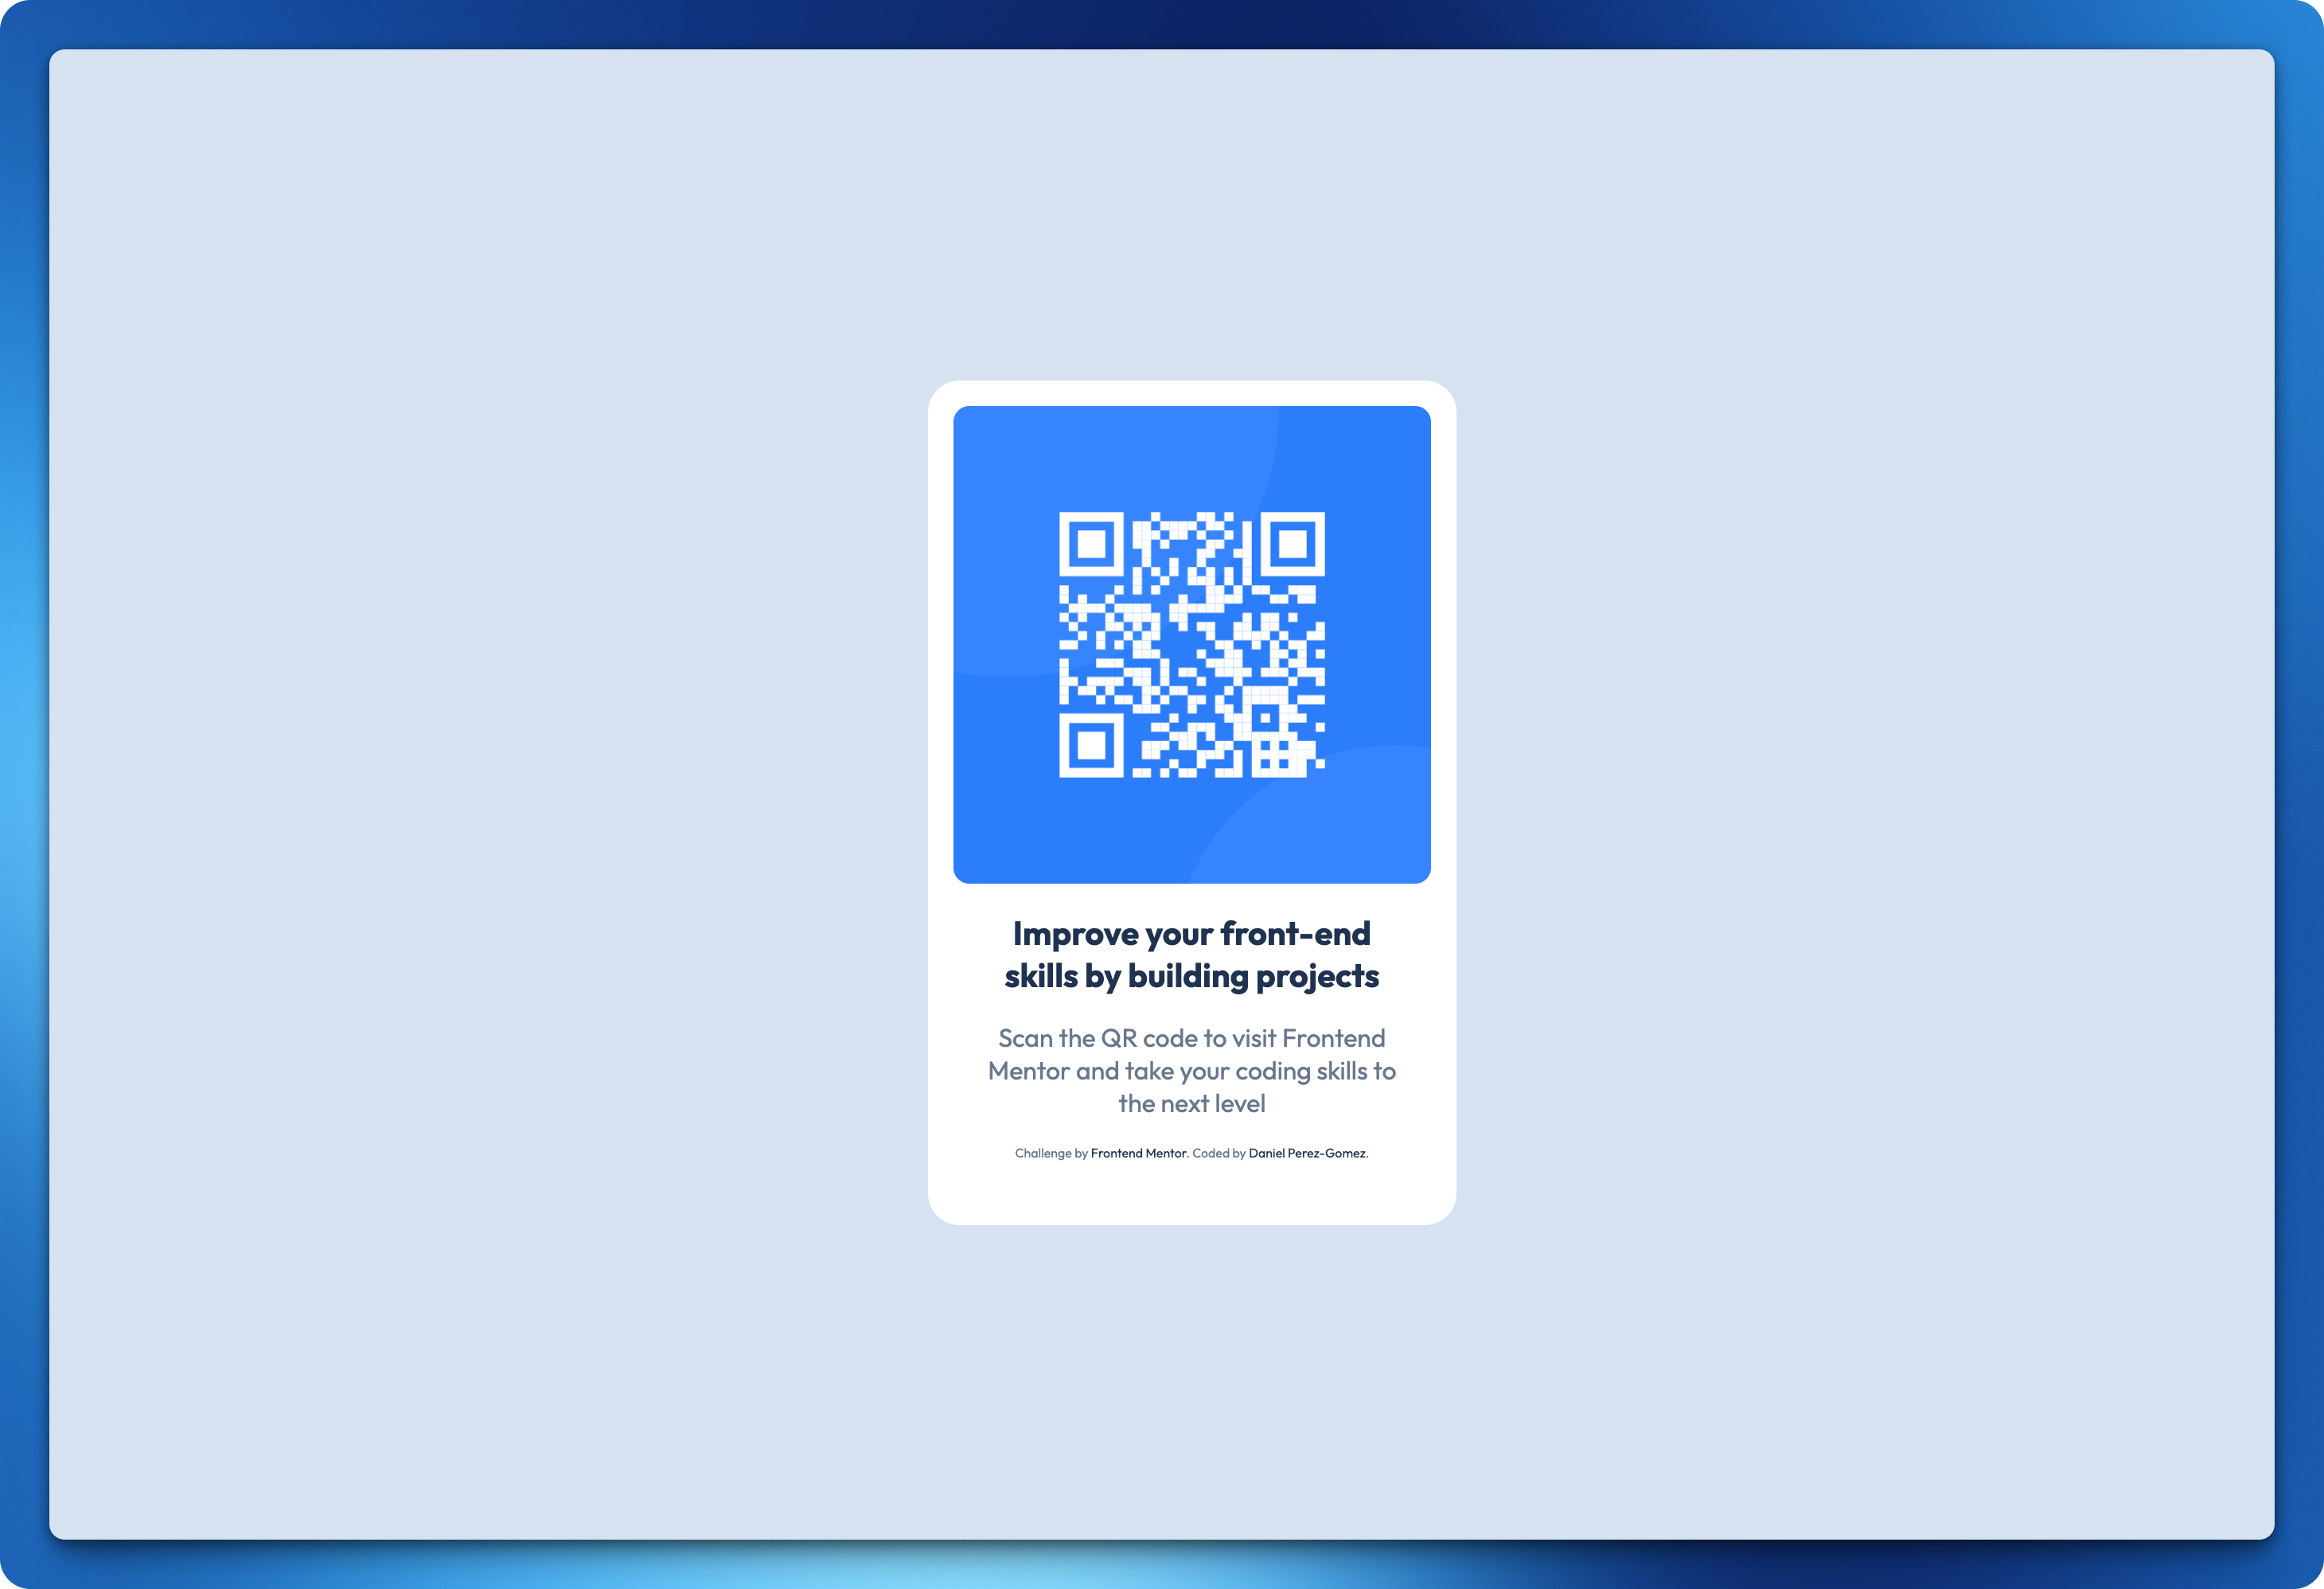 Improve your front-end
skills by building projects
Scan the QR code to visit Frontend
Mentor and take your coding skills to
the next level
Challenge by Frontend Mentor. Coded by Daniel Perez-Gomez.